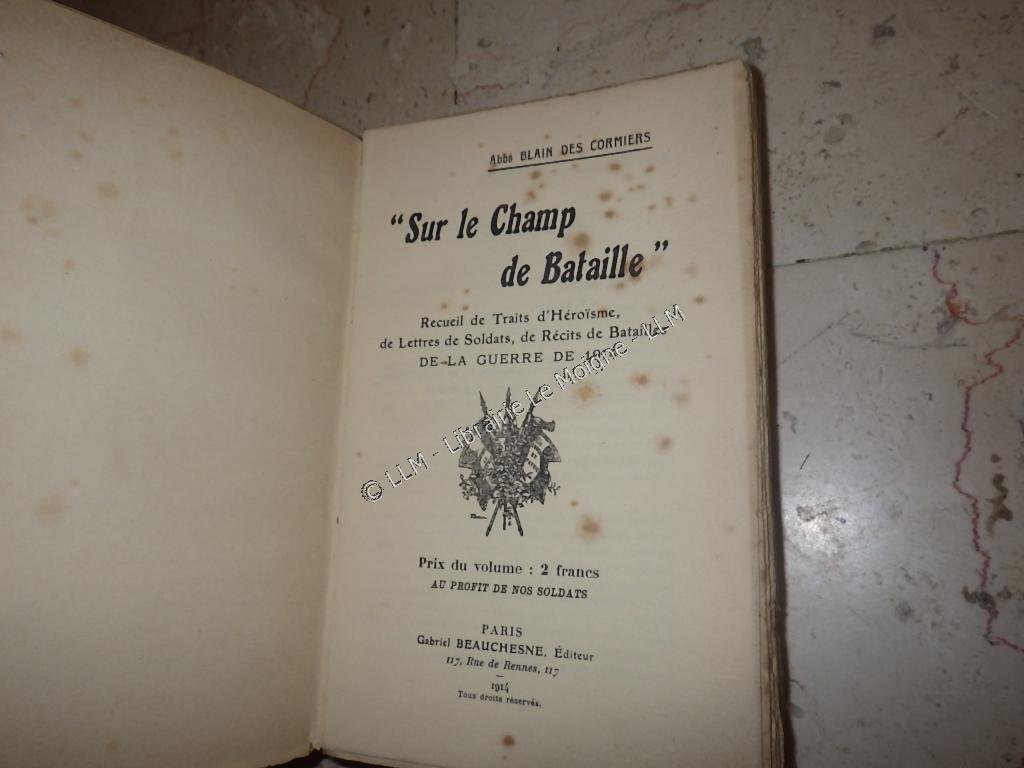 Abbé BLAIN DES CORMIERS
"Sur le Champ
de Bataille"
Recueil de Traits d'Héroïsme,
de Lettres de Soldats, de Récits de Batailles
DE LA GUERRE DE
© LLM - Librairie Le Moigne - LLM
Prix du volume : 2 francs
AU PROFIT DE NOS SOLDATS
PARIS
Gabriel BEAUCHESNE, Éditeur
117, Rue de Rennes, 117
1914
Tous droits réservés.